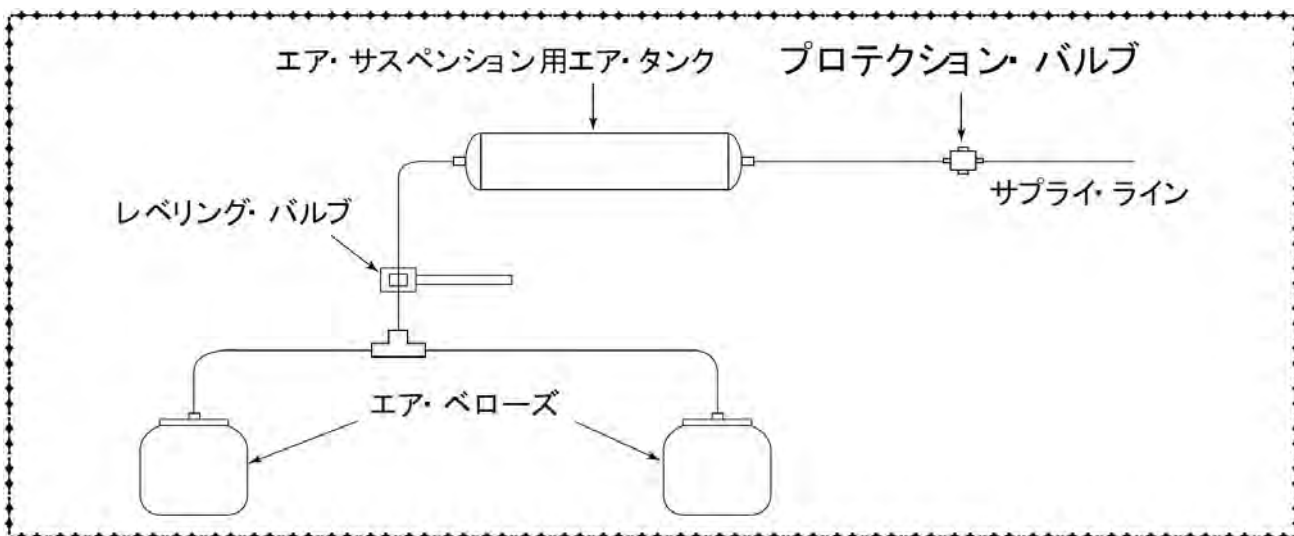 エア・サスペンション用エア・タンク
プロテクション・バルブ
サプライ・ライン
レベリング・バルブ
エア・ベローズ